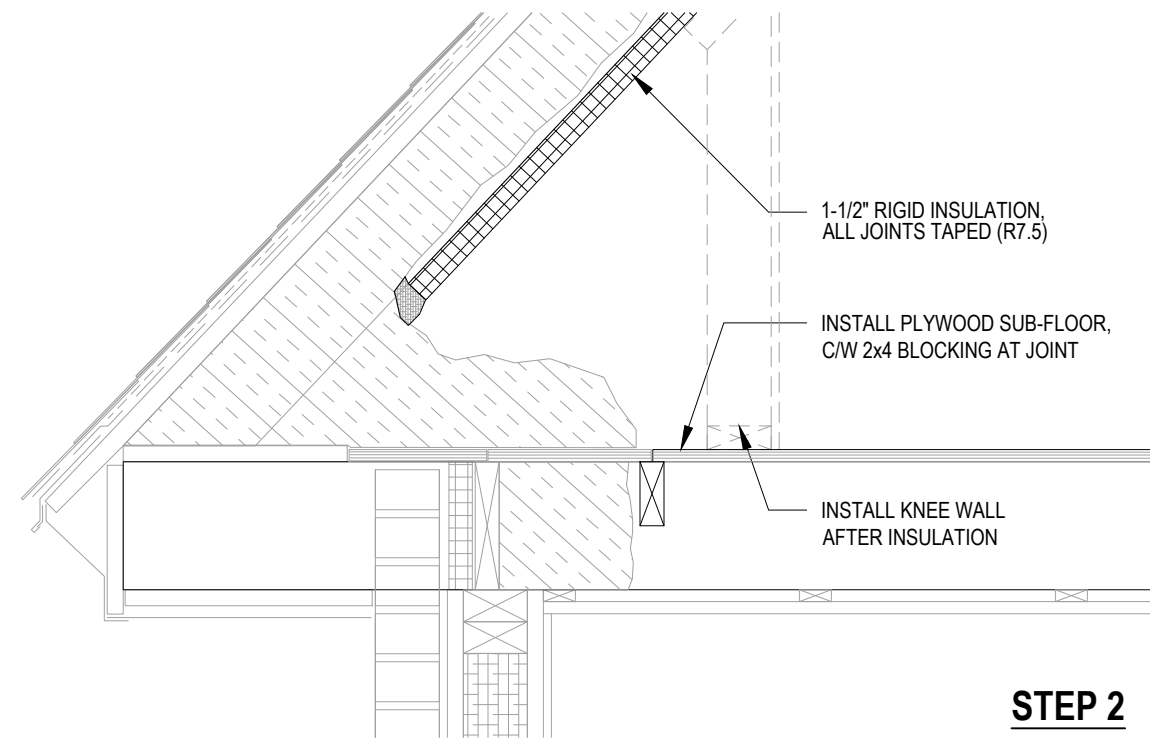 1-1/2" RIGID INSULATION,
ALL JOINTS TAPED (R7.5)
INSTALL PLYWOOD SUB-FLOOR,
C/W 2x4 BLOCKING AT JOINT
INSTALL KNEE WALL
AFTER INSULATION
STEP 2